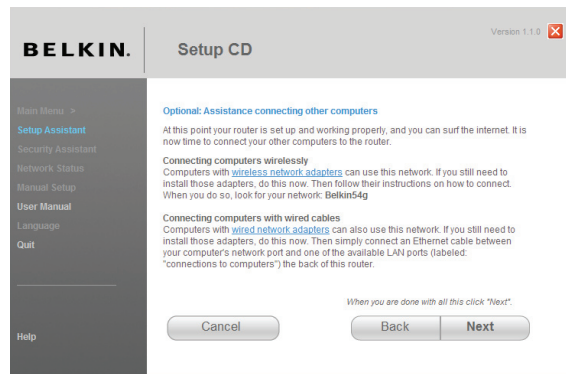 BELKIN.
Setup CD
Version 1.1.0
Main Menu >
Setup Assistant
Security Assistant
Network Status
Manual Setup
User Manual
Language
Quit
Help
Optional: Assistance connecting other computers
At this point your router is set up and working properly, and you can surf the internet. It is
now time to connect your other computers to the router.
Connecting computers wirelessly
Computers with wireless network adapters can use this network. If you still need to
install those adapters, do this now. Then follow their instructions on how to connect.
When you do so, look for your network: Belkin54g
Connecting computers with wired cables
Computers with wired network adapters can also use this network. If you still need to
install those adapters, do this now. Then simply connect an Ethernet cable between
your computer's network port and one of the available LAN ports (labeled:
"connections to computers") the back of this router.
When you are done with all this click "Next".
Cancel
Back
Next